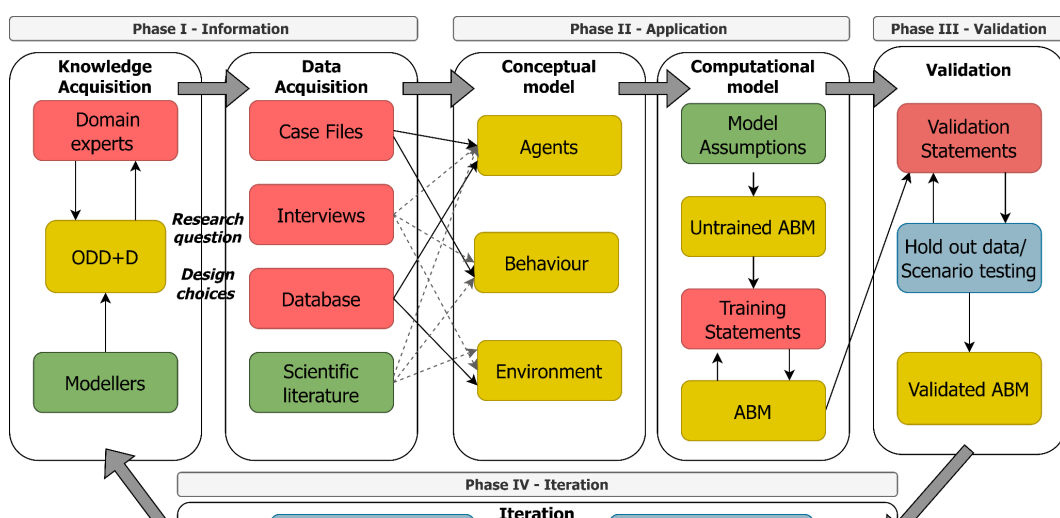 Phase I - Information
Phase II - Application
Phase III - Validation
Knowledge
Acquisition
Data
Acquisition
Conceptual
model
Computational
model
Validation
Domain
experts
ODD+D
Modellers
Research
question
Design
choices
Case Files
Interviews
Database
Scientific
literature
Agents
Behaviour
Environment
Model
Assumptions
Untrained ABM
Training
Statements
ABM
Validation
Statements
Hold out data/
Scenario testing
Validated ABM
Phase IV - Iteration
Iteration